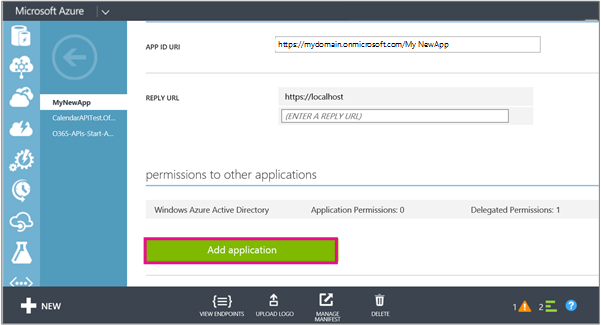 Microsoft Azure
APP ID URI
https://mydomain.onmicrosoft.com/My NewApp
MyNewApp
CalendarAPITest.Of...
O365-APIs-Start-A...
REPLY URL
https://localhost
(ENTER A REPLY URL)
permissions to other applications
Windows Azure Active Directory Application Permissions: 0 Delegated Permissions: 1
Add application
NEW
VIEW ENDPOINTS
UPLOAD LOGO
MANAGE
MANIFEST
DELETE
1
2
?